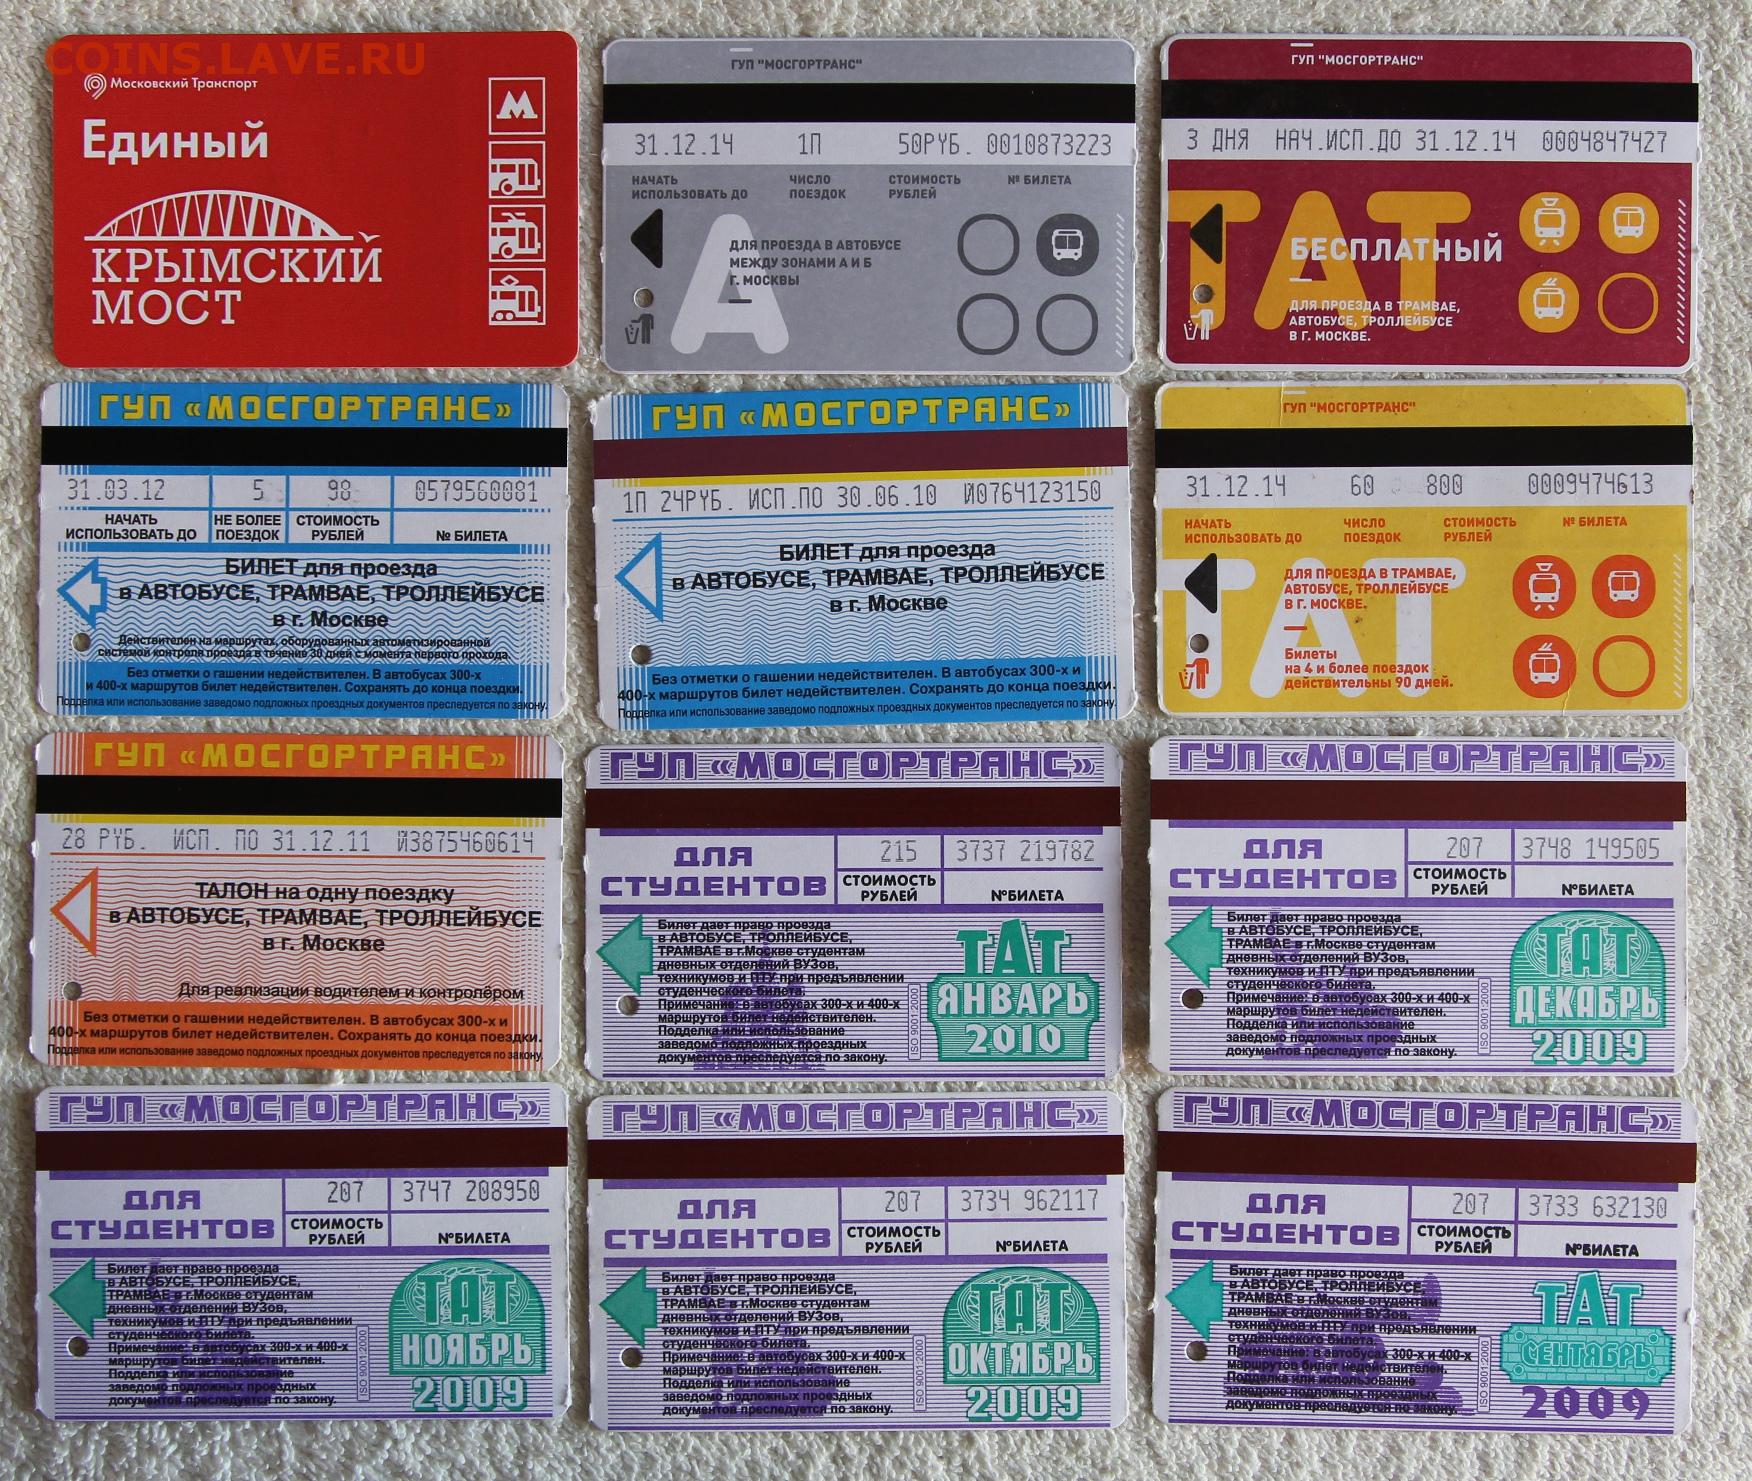 COINS.LAVE.RU
Московский Транспорт
Единый
М
КРЫМСКИЙ
МОСТ
ГУП "МОСГОРТРАНС"
31.12.14 1П 50РУБ. 0010873223
НАЧАТЬ ИСПОЛЬЗОВАТЬ ДО ЧИСЛО ПОЕЗДОК СТОИМОСТЬ РУБЛЕЙ № БИЛЕТА
А
ДЛЯ ПРОЕЗДА В АВТОБУСЕ
МЕЖДУ ЗОНАМИ А И Б
Г. МОСКВЫ
ГУП "МОСГОРТРАНС"
3 ДНЯ НАЧ.ИСП.ДО 31.12.14 0004847427
ТАТ
БЕСПЛАТНЫЙ
ДЛЯ ПРОЕЗДА В ТРАМВАЕ,
АВТОБУСЕ, ТРОЛЛЕЙБУСЕ
В Г. МОСКВЕ.
ГУП «МОСГОРТРАНС»
31.03.12 5 98 0579560081
НАЧАТЬ ИСПОЛЬЗОВАТЬ ДО НЕ БОЛЕЕ ПОЕЗДОК СТОИМОСТЬ РУБЛЕЙ № БИЛЕТА
БИЛЕТ для проезда
в АВТОБУСЕ, ТРАМВАЕ, ТРОЛЛЕЙБУСЕ
в г. Москве
Действителен на маршрутах, оборудованных автоматизированной
системой контроля проезда в течение 30 дней с момента первого прохода.
Без отметки о гашении недействителен. В автобусах 300-х
и 400-х маршрутов билет недействителен. Сохранять до конца поездки.
Подделка или использование заведомо подложных проездных документов преследуется по закону.
ГУП «МОСГОРТРАНС»
1П 24РУБ. ИСП.ПО 30.06.10 Й0764123150
БИЛЕТ для проезда
в АВТОБУСЕ, ТРАМВАЕ, ТРОЛЛЕЙБУСЕ
в г. Москве
Без отметки о гашении недействителен. В автобусах 300-х и
400-х маршрутов билет недействителен. Сохранять до конца поездки.
Подделка или использование заведомо подложных проездных документов преследуется по закону.
ГУП "МОСГОРТРАНС"
31.12.14 60 800 0009474613
НАЧАТЬ ИСПОЛЬЗОВАТЬ ДО ЧИСЛО ПОЕЗДОК СТОИМОСТЬ РУБЛЕЙ № БИЛЕТА
ТАТ
ДЛЯ ПРОЕЗДА В ТРАМВАЕ,
АВТОБУСЕ, ТРОЛЛЕЙБУСЕ
В Г. МОСКВЕ.
Билеты
на 4 и более поездок
действительны 90 дней.
ГУП «МОСГОРТРАНС»
28 РУБ. ИСП. ПО 31.12.11 Й3875460614
ТАЛОН на одну поездку
в АВТОБУСЕ, ТРАМВАЕ, ТРОЛЛЕЙБУСЕ
в г. Москве
Для реализации водителем и контролёром
Без отметки о гашении недействителен. В автобусах 300-х и
400-х маршрутов билет недействителен. Сохранять до конца поездки.
Подделка или использование заведомо подложных проездных документов преследуется по закону.
ГУП «МОСГОРТРАНС»
ДЛЯ СТУДЕНТОВ
215 3737 219782
СТОИМОСТЬ РУБЛЕЙ №БИЛЕТА
Билет дает право проезда
в АВТОБУСЕ, ТРОЛЛЕЙБУСЕ,
ТРАМВАЕ в г.Москве студентам
дневных отделений ВУЗов,
техникумов и ПТУ при предъявлении
студенческого билета.
Примечание: в автобусах 300-х и 400-х
маршрутов билет недействителен.
Подделка или использование
заведомо подложных проездных
документов преследуется по закону.
ISO 9001:2000
ТАТ
ЯНВАРЬ
2010
ГУП «МОСГОРТРАНС»
ДЛЯ СТУДЕНТОВ
207 3748 149505
СТОИМОСТЬ РУБЛЕЙ №БИЛЕТА
Билет дает право проезда
в АВТОБУСЕ, ТРОЛЛЕЙБУСЕ,
ТРАМВАЕ в г.Москве студентам
дневных отделений ВУЗов,
техникумов и ПТУ при предъявлении
студенческого билета.
Примечание: в автобусах 300-х и 400-х
маршрутов билет недействителен.
Подделка или использование
заведомо подложных проездных
документов преследуется по закону.
ISO 9001:2000
ТАТ
ДЕКАБРЬ
2009
ГУП «МОСГОРТРАНС»
ДЛЯ СТУДЕНТОВ
207 3747 208950
СТОИМОСТЬ РУБЛЕЙ №БИЛЕТА
Билет дает право проезда
в АВТОБУСЕ, ТРОЛЛЕЙБУСЕ,
ТРАМВАЕ в г.Москве студентам
дневных отделений ВУЗов,
техникумов и ПТУ при предъявлении
студенческого билета.
Примечание: в автобусах 300-х и 400-х
маршрутов билет недействителен.
Подделка или использование
заведомо подложных проездных
документов преследуется по закону.
ISO 9001:2000
ТАТ
НОЯБРЬ
2009
ГУП «МОСГОРТРАНС»
ДЛЯ СТУДЕНТОВ
207 3734 962117
СТОИМОСТЬ РУБЛЕЙ №БИЛЕТА
Билет дает право проезда
в АВТОБУСЕ, ТРОЛЛЕЙБУСЕ,
ТРАМВАЕ в г.Москве студентам
дневных отделений ВУЗов,
техникумов и ПТУ при предъявлении
студенческого билета.
Примечание: в автобусах 300-х и 400-х
маршрутов билет недействителен.
Подделка или использование
заведомо подложных проездных
документов преследуется по закону.
ISO 9001:2000
ТАТ
ОКТЯБРЬ
2009
ГУП «МОСГОРТРАНС»
ДЛЯ СТУДЕНТОВ
207 3733 632130
СТОИМОСТЬ РУБЛЕЙ №БИЛЕТА
Билет дает право проезда
в АВТОБУСЕ, ТРОЛЛЕЙБУСЕ,
ТРАМВАЕ в г.Москве студентам
дневных отделений ВУЗов,
техникумов и ПТУ при предъявлении
студенческого билета.
Примечание: в автобусах 300-х и 400-х
маршрутов билет недействителен.
Подделка или использование
заведомо подложных проездных
документов преследуется по закону.
ISO 9001:2000
ТАТ
СЕНТЯБРЬ
2009